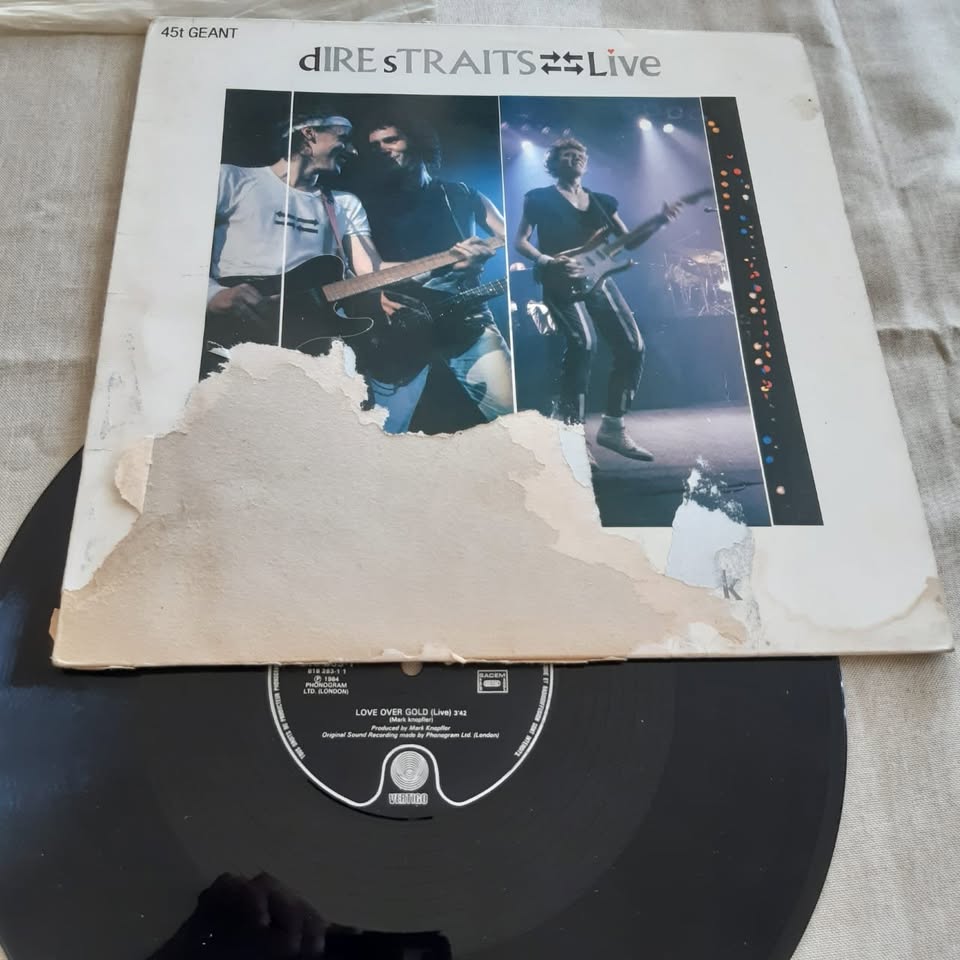 45t GEANT
dIRE sTRAITS Live
K
818 283-1 1
℗ 1984
PHONOGRAM
LTD. (LONDON)
SACEM
LOVE OVER GOLD (Live) 3'42
(Mark knopfler)
Produced by Mark Knopfler
Original Sound Recording made by Phonogram Ltd. (London)
VERTIGO